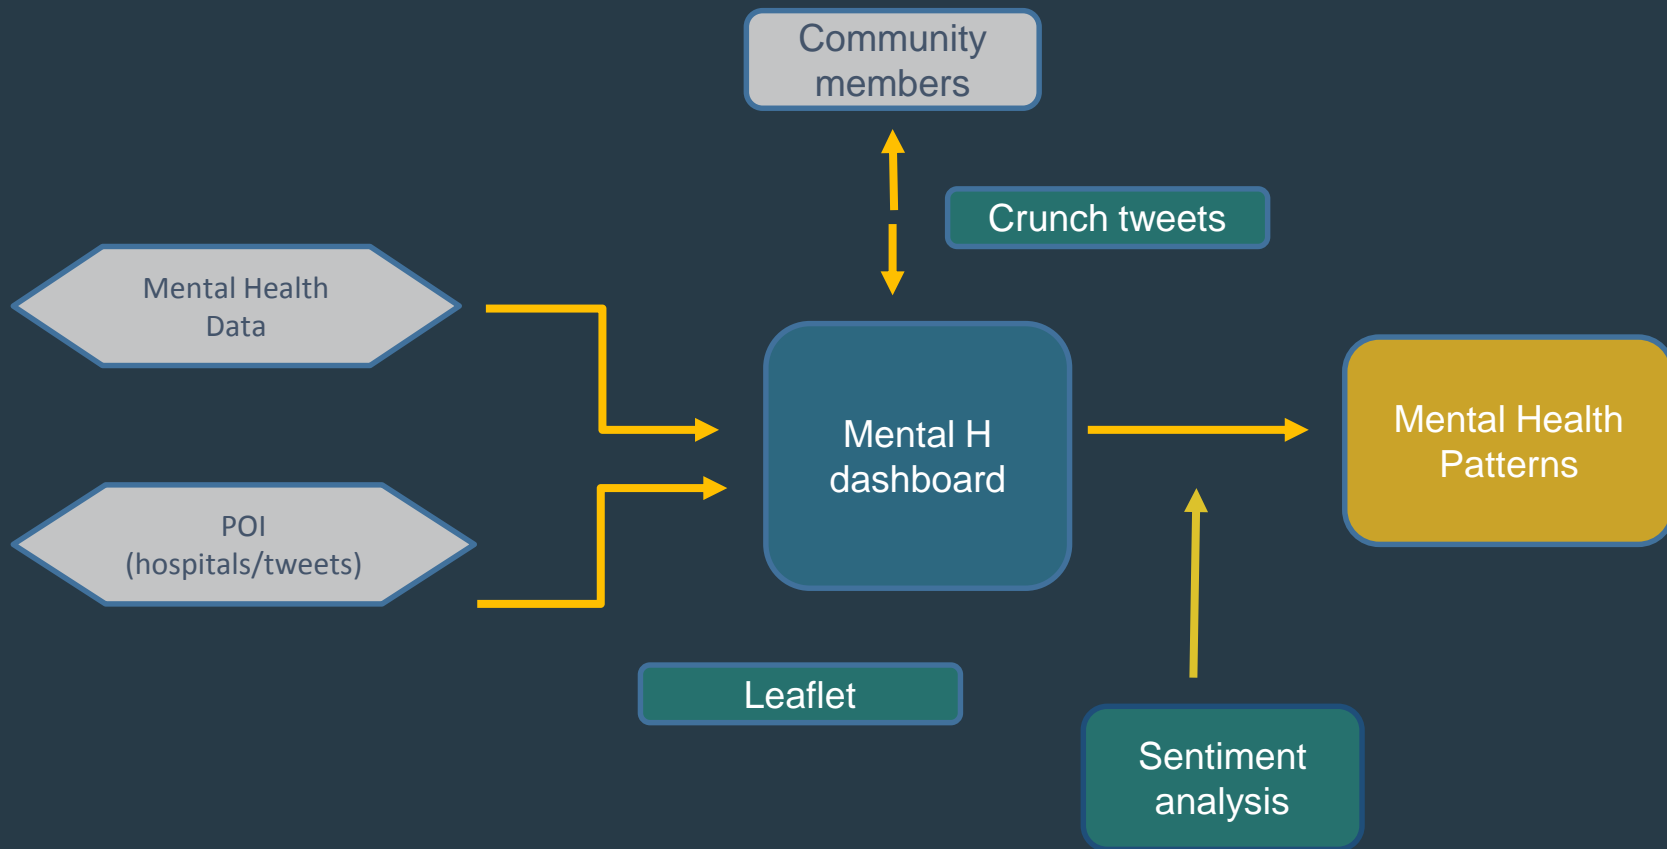 Community
members
Crunch tweets
Mental Health
Data
Mental H
dashboard
Mental Health
Patterns
POI
(hospitals/tweets)
Leaflet
Sentiment
analysis